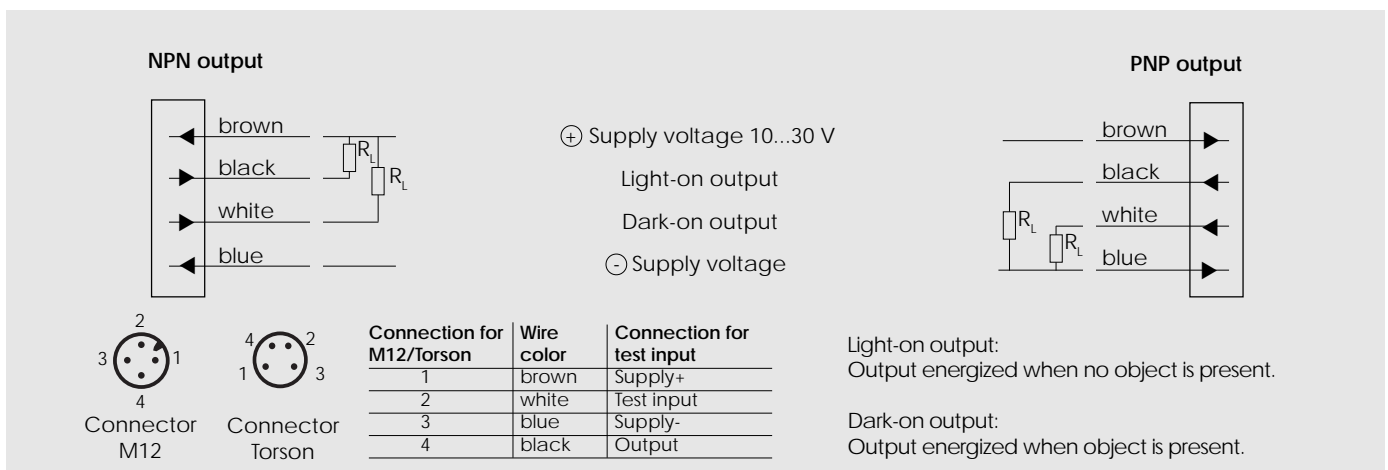 NPN output
PNP output
brown
black
white
blue
RL
RL
⊕ Supply voltage 10...30 V
Light-on output
Dark-on output
⊖ Supply voltage
brown
black
white
blue
RL
RL
2
3
1
4
Connector
M12
4
2
1
3
Connector
Torson
Connection for M12/Torson | Wire color | Connection for test input
1 brown Supply+
2 white Test input
3 blue Supply-
4 black Output
Light-on output:
Output energized when no object is present.
Dark-on output:
Output energized when object is present.